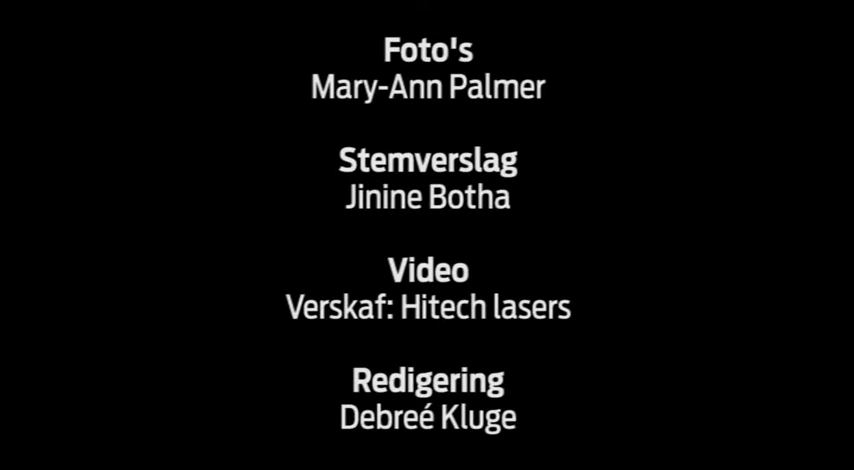 Foto's
Mary-Ann Palmer
Stemverslag
Jinine Botha
Video
Verskaf: Hitech lasers
Redigering
Debreé Kluge